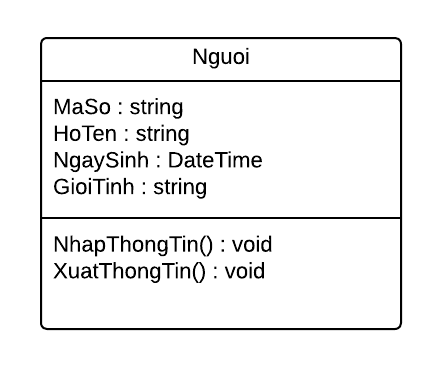 Nguoi
MaSo : string
HoTen : string
NgaySinh : DateTime
GioiTinh : string
NhapThongTin() : void
XuatThongTin() : void